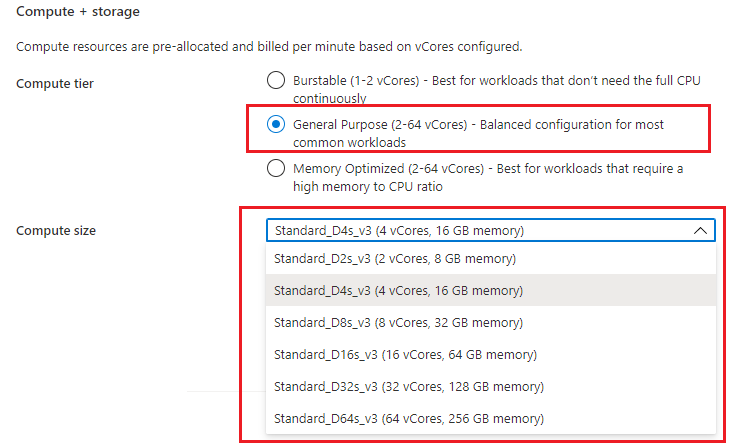 Compute + storage
Compute resources are pre-allocated and billed per minute based on vCores configured.
Compute tier
Burstable (1-2 vCores) - Best for workloads that don't need the full CPU
continuously
General Purpose (2-64 vCores) - Balanced configuration for most
common workloads
Memory Optimized (2-64 vCores) - Best for workloads that require a
high memory to CPU ratio
Compute size
Standard_D4s_v3 (4 vCores, 16 GB memory)
Standard_D2s_v3 (2 vCores, 8 GB memory)
Standard_D4s_v3 (4 vCores, 16 GB memory)
Standard_D8s_v3 (8 vCores, 32 GB memory)
Standard_D16s_v3 (16 vCores, 64 GB memory)
Standard_D32s_v3 (32 vCores, 128 GB memory)
Standard_D64s_v3 (64 vCores, 256 GB memory)